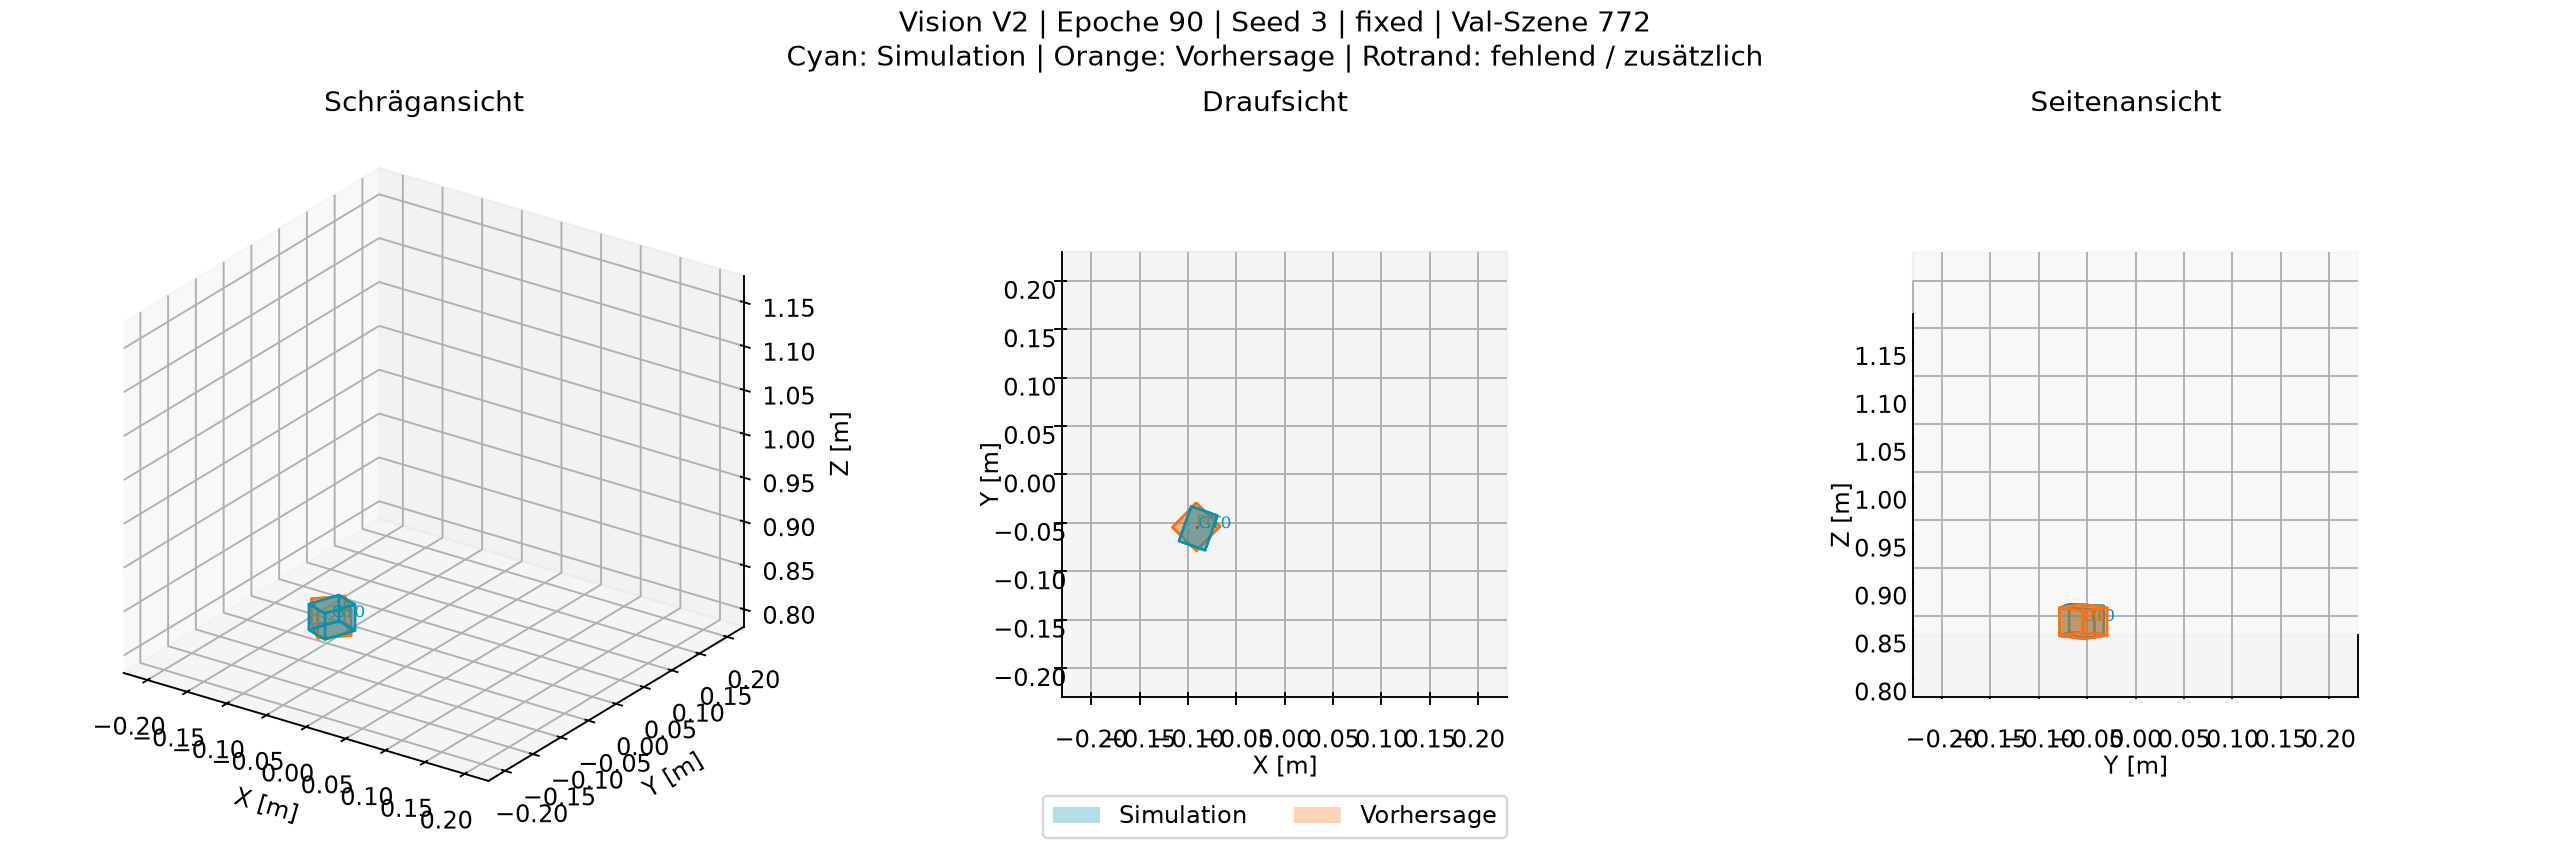 Vision V2 | Epoche 90 | Seed 3 | fixed | Val-Szene 772
Cyan: Simulation | Orange: Vorhersage | Rotrand: fehlend / zusätzlich
Schrägansicht
Draufsicht
Seitenansicht
1.15
1.10
1.05
1.00
0.95
0.90
0.85
0.80
Z [m]
−0.20
−0.15
−0.10
−0.05
0.00
0.05
0.10
0.15
0.20
X [m]
−0.20
−0.15
−0.10
−0.05
0.00
0.05
0.10
0.15
0.20
Y [m]
0.20
0.15
0.10
0.05
0.00
−0.05
−0.10
−0.15
−0.20
Y [m]
−0.20 −0.15 −0.10 −0.05 0.00 0.05 0.10 0.15 0.20
X [m]
1.15
1.10
1.05
1.00
0.95
0.90
0.85
0.80
Z [m]
−0.20 −0.15 −0.10 −0.05 0.00 0.05 0.10 0.15 0.20
Y [m]
Simulation Vorhersage